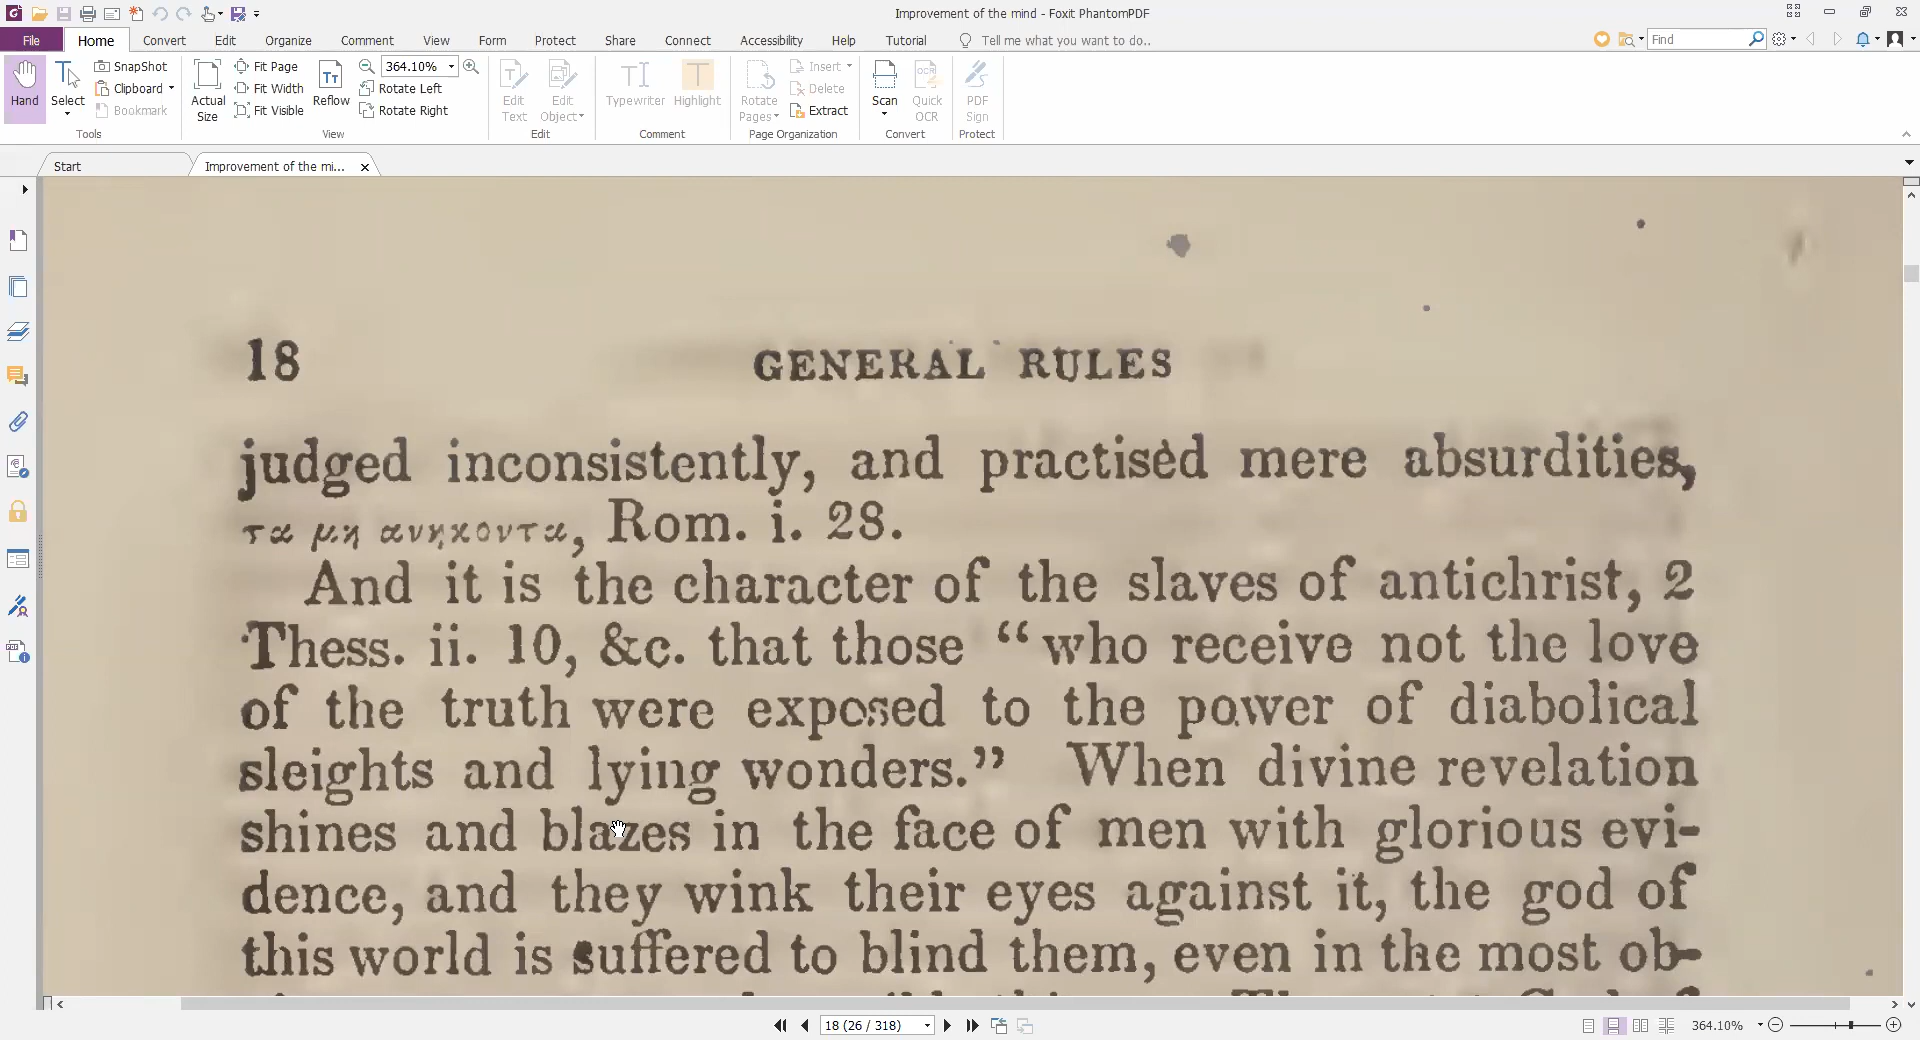 Improvement of the mind - Foxit PhantomPDF
File Home Convert Edit Organize Comment View Form Protect Share Connect Accessibility Help Tutorial Tell me what you want to do.. Find
Hand
Select
SnapShot
Clipboard
Bookmark
Tools
Actual Size
Fit Page
Fit Width
Fit Visible
Reflow
364.10%
Rotate Left
Rotate Right
View
Edit Text
Edit Object
Edit
Typewriter
Highlight
Comment
Rotate Pages
Insert
Delete
Extract
Page Organization
Scan
OCR
Quick OCR
Convert
PDF Sign
Protect
Start
Improvement of the mi...
18 GENERAL RULES
judged inconsistently, and practised mere absurdities,
τα μη ανηκοντα, Rom. i. 28.
And it is the character of the slaves of antichrist, 2
Thess. ii. 10, &c. that those “who receive not the love
of the truth were exposed to the power of diabolical
sleights and lying wonders.” When divine revelation
shines and blazes in the face of men with glorious evi-
dence, and they wink their eyes against it, the god of
this world is suffered to blind them, even in the most ob-
18 (26 / 318)
364.10%